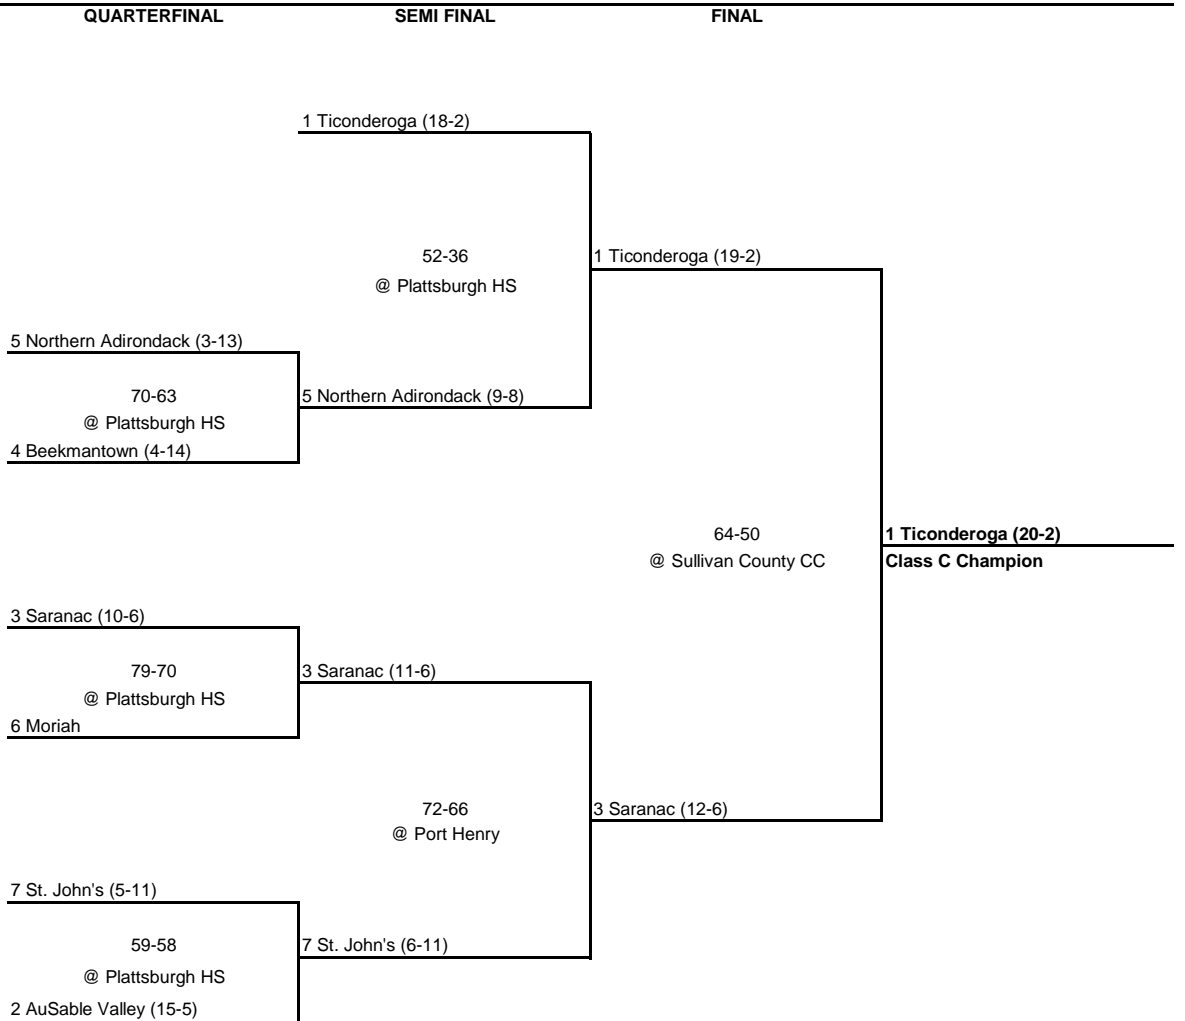 QUARTERFINAL SEMI FINAL FINAL
1 Ticonderoga (18-2)
52-36 1 Ticonderoga (19-2)
@ Plattsburgh HS
5 Northern Adirondack (3-13)
70-63 5 Northern Adirondack (9-8)
@ Plattsburgh HS
4 Beekmantown (4-14)
64-50 1 Ticonderoga (20-2)
@ Sullivan County CC Class C Champion
3 Saranac (10-6)
79-70 3 Saranac (11-6)
@ Plattsburgh HS
6 Moriah
72-66 3 Saranac (12-6)
@ Port Henry
7 St. John's (5-11)
59-58 7 St. John's (6-11)
@ Plattsburgh HS
2 AuSable Valley (15-5)